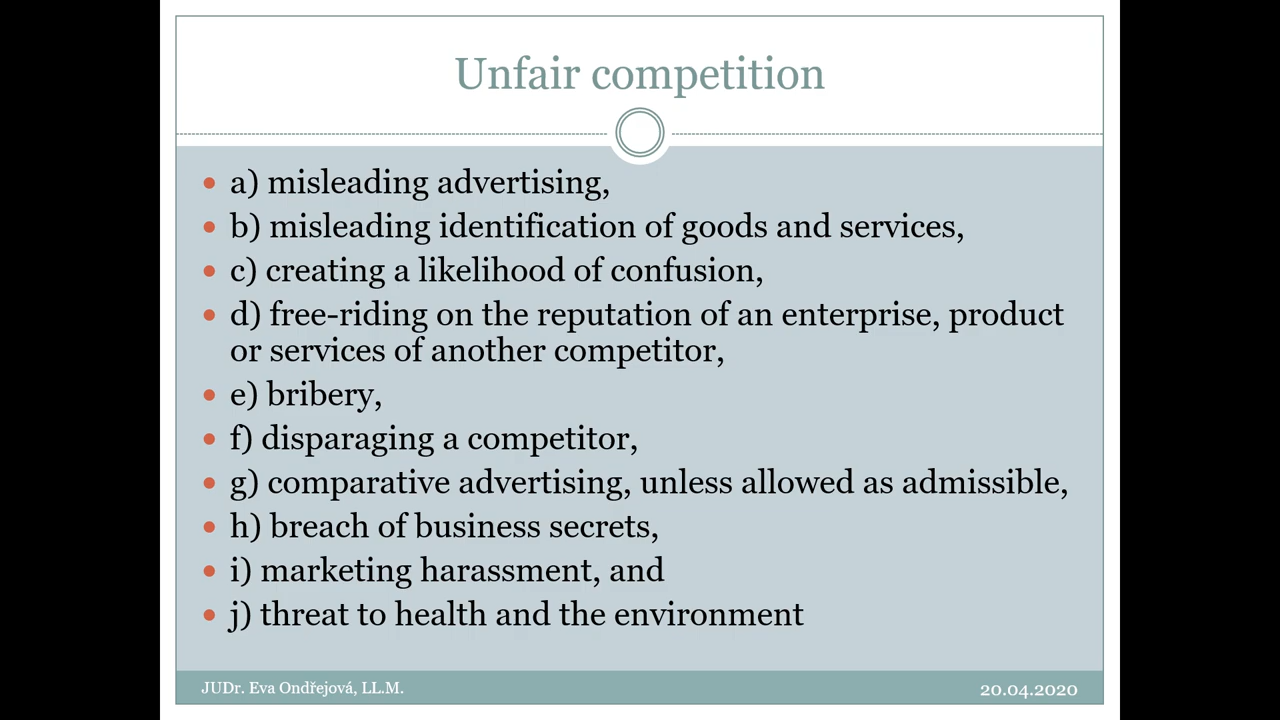 Unfair competition
a) misleading advertising,
b) misleading identification of goods and services,
c) creating a likelihood of confusion,
d) free-riding on the reputation of an enterprise, product
or services of another competitor,
e) bribery,
f) disparaging a competitor,
g) comparative advertising, unless allowed as admissible,
h) breach of business secrets,
i) marketing harassment, and
j) threat to health and the environment
JUDr. Eva Ondřejová, LL.M.
20.04.2020